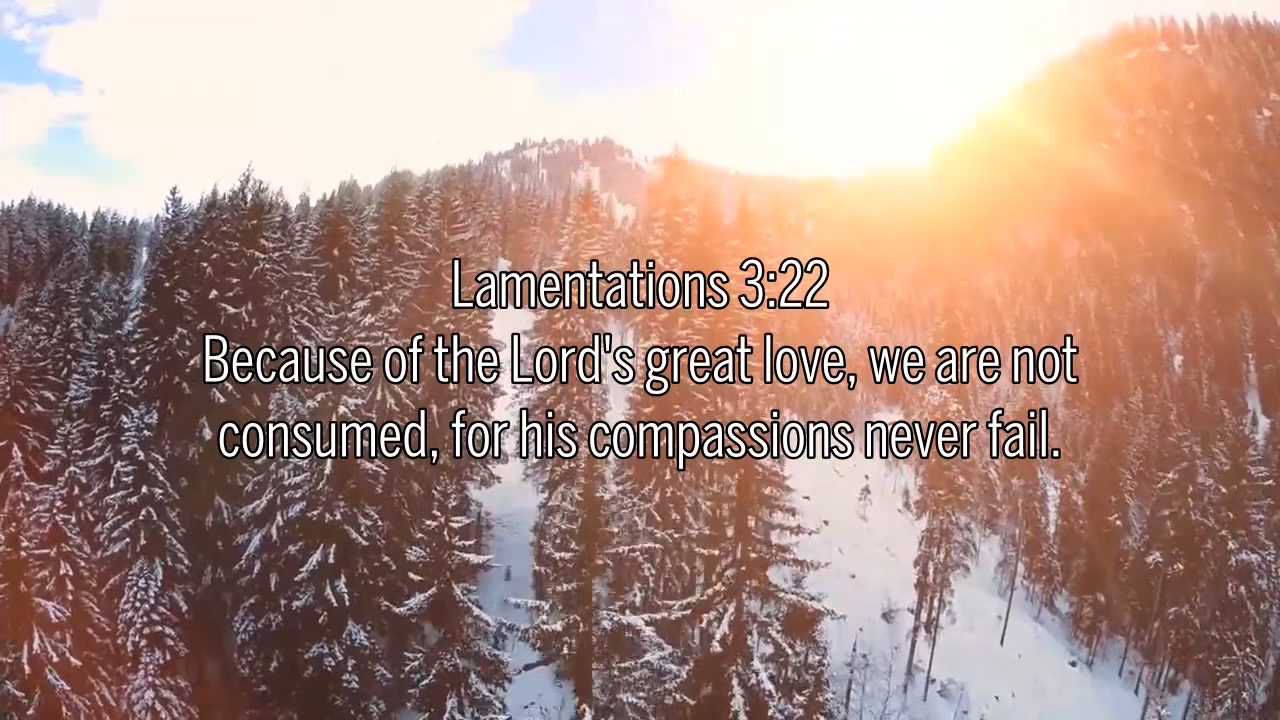 Lamentations 3:22
Because of the Lord's great love, we are not
consumed, for his compassions never fail.